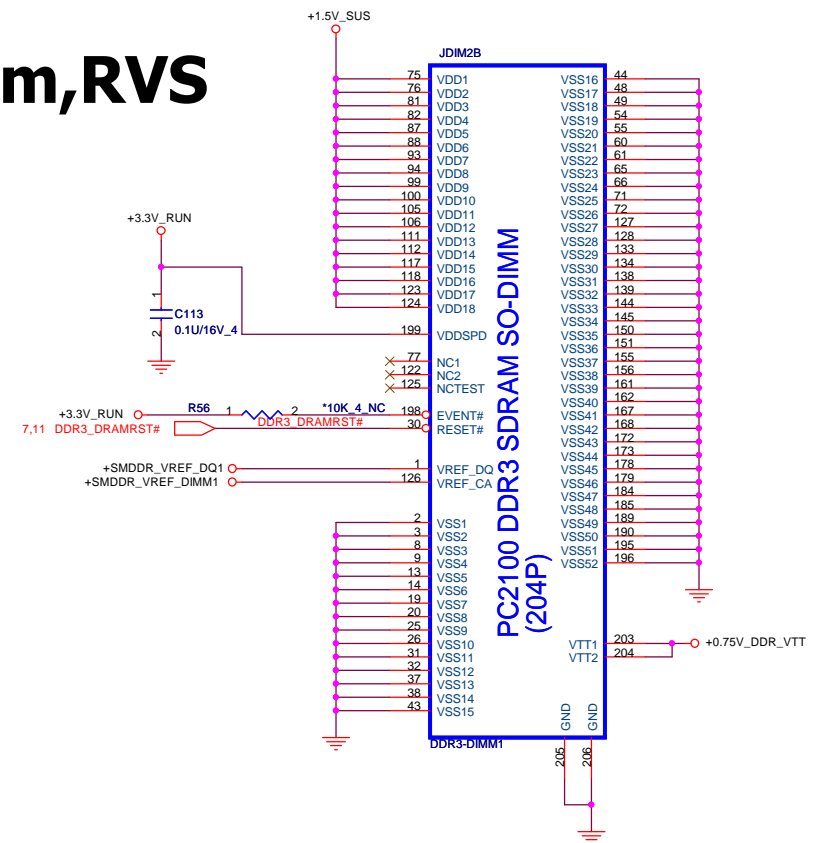 +1.5V_SUS
m,RVS
JDIM2B
75 VDD1 VSS16 44
76 VDD2 VSS17 48
81 VDD3 VSS18 49
82 VDD4 VSS19 54
87 VDD5 VSS20 55
88 VDD6 VSS21 60
93 VDD7 VSS22 61
94 VDD8 VSS23 65
99 VDD9 VSS24 66
100 VDD10 VSS25 71
105 VDD11 VSS26 72
106 VDD12 VSS27 127
111 VDD13 VSS28 128
112 VDD14 VSS29 133
117 VDD15 VSS30 134
118 VDD16 VSS31 138
123 VDD17 VSS32 139
124 VDD18 VSS33 144
VSS34 145
199 VDDSPD VSS35 150
VSS36 151
77 NC1 VSS37 155
122 NC2 VSS38 156
125 NCTEST VSS39 161
VSS40 162
198 EVENT# VSS41 167
30 RESET# VSS42 168
VSS43 172
VSS44 173
1 VREF_DQ VSS45 178
126 VREF_CA VSS46 179
VSS47 184
VSS48 185
2 VSS1 VSS49 189
3 VSS2 VSS50 190
8 VSS3 VSS51 195
9 VSS4 VSS52 196
13 VSS5
14 VSS6
19 VSS7
20 VSS8
25 VSS9
26 VSS10 VTT1 203
31 VSS11 VTT2 204
32 VSS12
37 VSS13
38 VSS14
43 VSS15
+3.3V_RUN
1
C113
0.1U/16V_4
2
+3.3V_RUN R56 1 2 *10K_4_NC
7,11 DDR3_DRAMRST# DDR3_DRAMRST#
+SMDDR_VREF_DQ1
+SMDDR_VREF_DIMM1
PC2100 DDR3 SDRAM SO-DIMM
(204P)
+0.75V_DDR_VTT
GND GND
DDR3-DIMM1
205 206